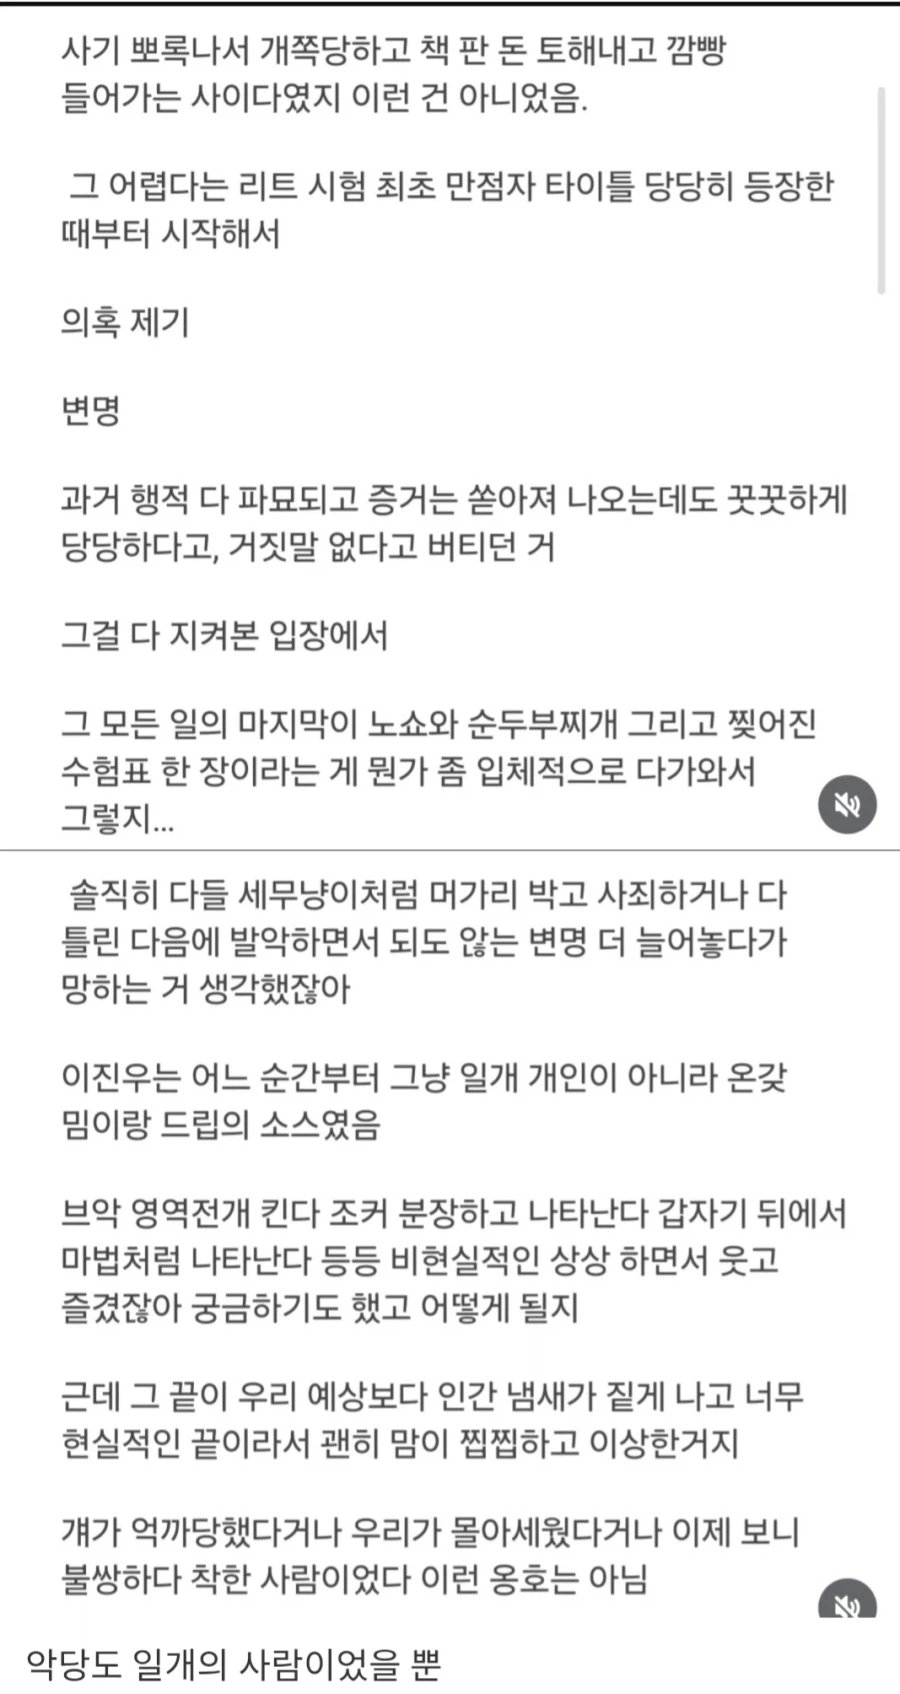 사기 뽀록나서 개쪽당하고 책 판 돈 토해내고 깜빵
들어가는 사이다였지 이런 건 아니었음.
그 어렵다는 리트 시험 최초 만점자 타이틀 당당히 등장한
때부터 시작해서
의혹 제기
변명
과거 행적 다 파묘되고 증거는 쏟아져 나오는데도 꿋꿋하게
당당하다고, 거짓말 없다고 버티던 거
그걸 다 지켜본 입장에서
그 모든 일의 마지막이 노쇼와 순두부찌개 그리고 찢어진
수험표 한 장이라는 게 뭔가 좀 입체적으로 다가와서
그렇지...
솔직히 다들 세무냥이처럼 머가리 박고 사죄하거나 다
틀린 다음에 발악하면서 되도 않는 변명 더 늘어놓다가
망하는 거 생각했잖아
이진우는 어느 순간부터 그냥 일개 개인이 아니라 온갖
밈이랑 드립의 소스였음
브악 영역전개 킨다 조커 분장하고 나타난다 갑자기 뒤에서
마법처럼 나타난다 등등 비현실적인 상상 하면서 웃고
즐겼잖아 궁금하기도 했고 어떻게 될지
근데 그 끝이 우리 예상보다 인간 냄새가 짙게 나고 너무
현실적인 끝이라서 괜히 맘이 찝찝하고 이상한거지
걔가 억까당했다거나 우리가 몰아세웠다거나 이제 보니
불쌍하다 착한 사람이었다 이런 옹호는 아님
악당도 일개의 사람이었을 뿐